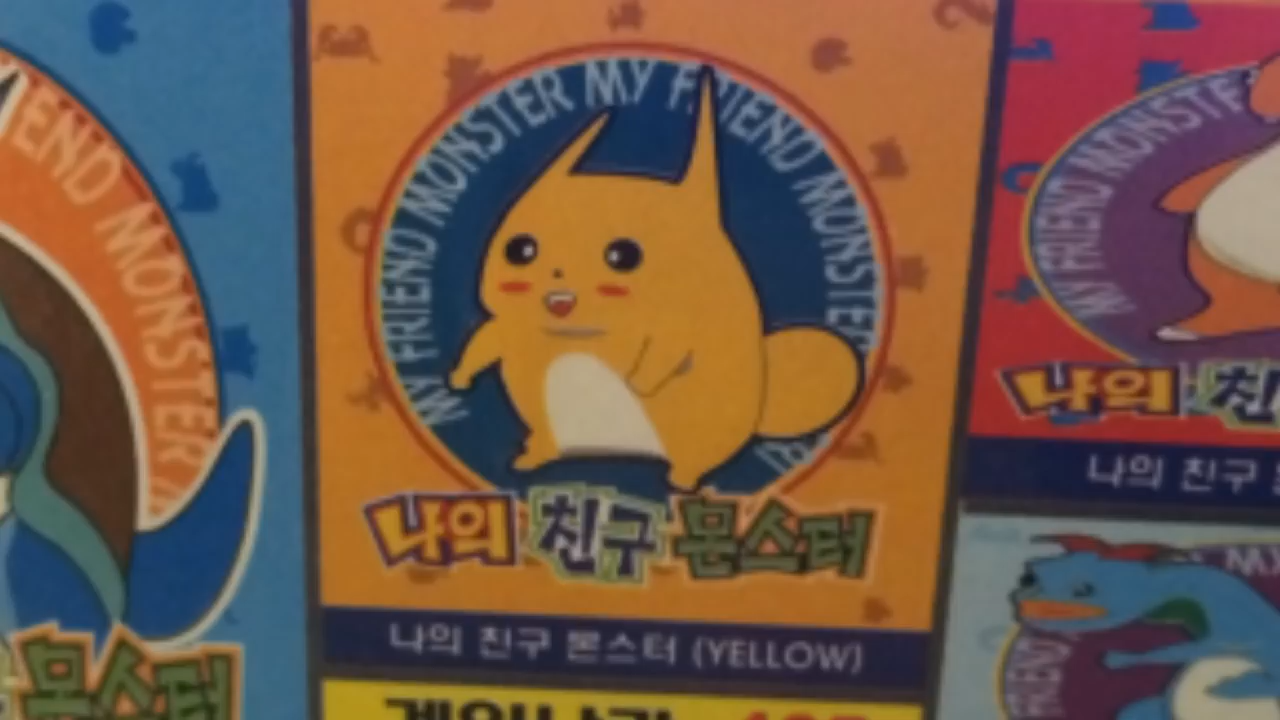 MY FRIEND MONSTER MY FRIEND MONSTER
나의 친구 몬스터
나의 친구 몬스터 (YELLOW)
END MONSTER
몬스터
MY FRIEND MONSTER
나의 친
나의 친구
FRIEND